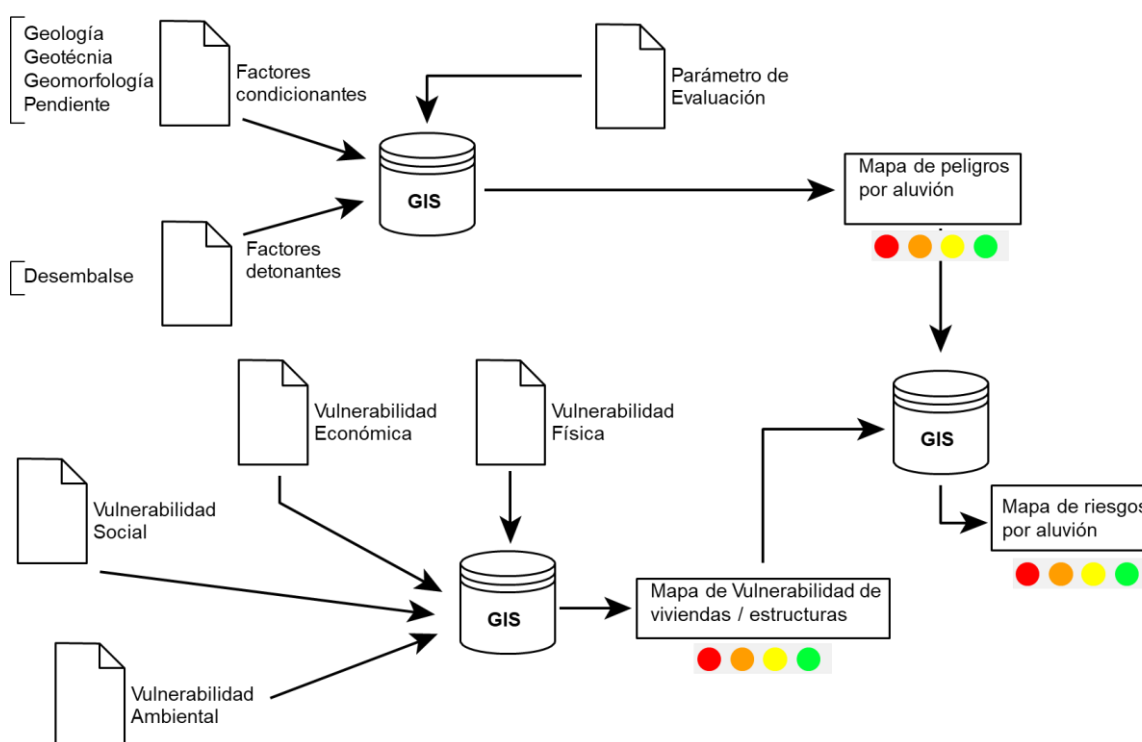 Geología
Geotécnia
Geomorfología
Pendiente
Factores
condicionantes
Parámetro de
Evaluación
GIS
Mapa de peligros
por aluvión
Desembalse
Factores
detonantes
Vulnerabilidad
Económica
Vulnerabilidad
Física
GIS
Vulnerabilidad
Social
Mapa de riesgos
por aluvión
GIS
Mapa de Vulnerabilidad de
viviendas / estructuras
Vulnerabilidad
Ambiental